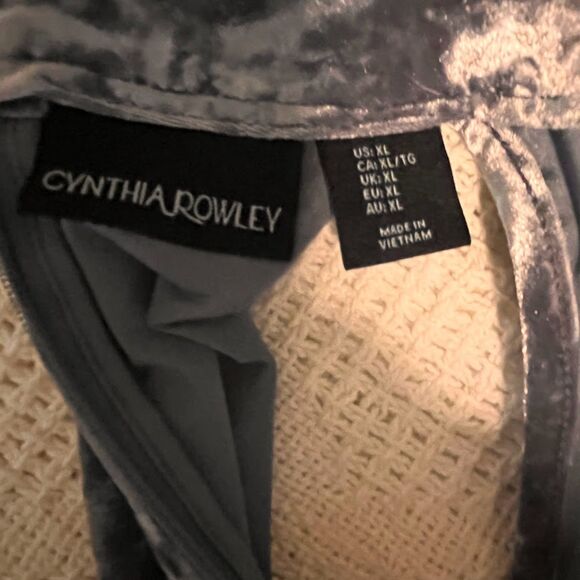 CYNTHIA ROWLEY
US: XL
CA: XL/TG
UK: XL
EU: XL
AU: XL
MADE IN
VIETNAM